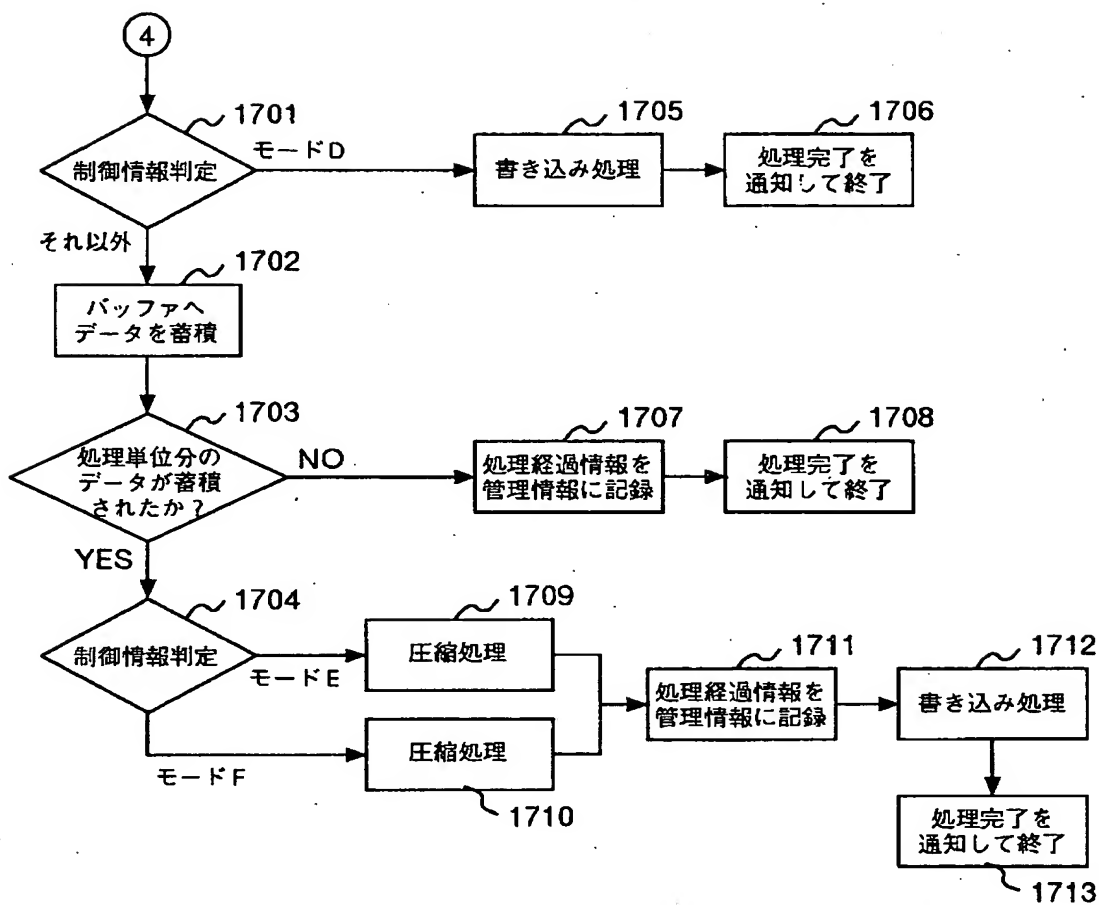 4
1701
制御情報判定
モードD
1705
書き込み処理
1706
処理完了を
通知して終了
それ以外
1702
バッファへ
データを蓄積
1703
処理単位分の
データが蓄積
されたか?
NO
1707
処理経過情報を
管理情報に記録
1708
処理完了を
通知して終了
YES
1704
制御情報判定
モードE
1709
圧縮処理
モードF
圧縮処理
1710
1711
処理経過情報を
管理情報に記録
1712
書き込み処理
処理完了を
通知して終了
1713